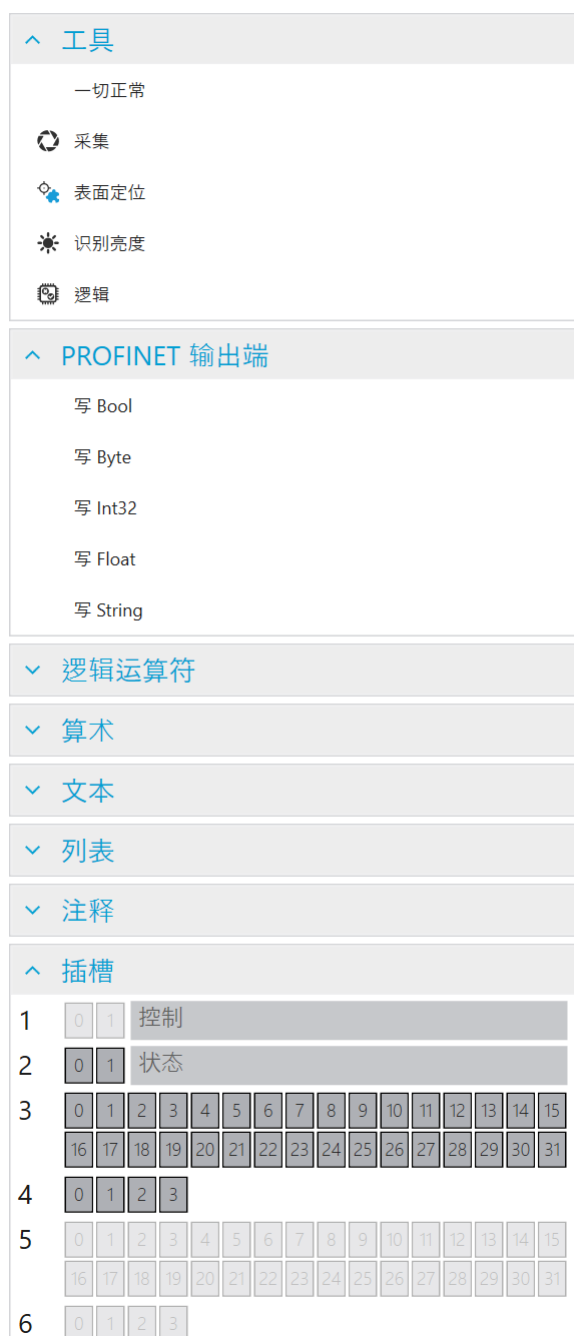 工具
一切正常
采集
表面定位
识别亮度
逻辑
PROFINET 输出端
写 Bool
写 Byte
写 Int32
写 Float
写 String
逻辑运算符
算术
文本
列表
注释
插槽
1 0 1 控制
2 0 1 状态
3 0 1 2 3 4 5 6 7 8 9 10 11 12 13 14 15
16 17 18 19 20 21 22 23 24 25 26 27 28 29 30 31
4 0 1 2 3
5 0 1 2 3 4 5 6 7 8 9 10 11 12 13 14 15
16 17 18 19 20 21 22 23 24 25 26 27 28 29 30 31
6 0 1 2 3